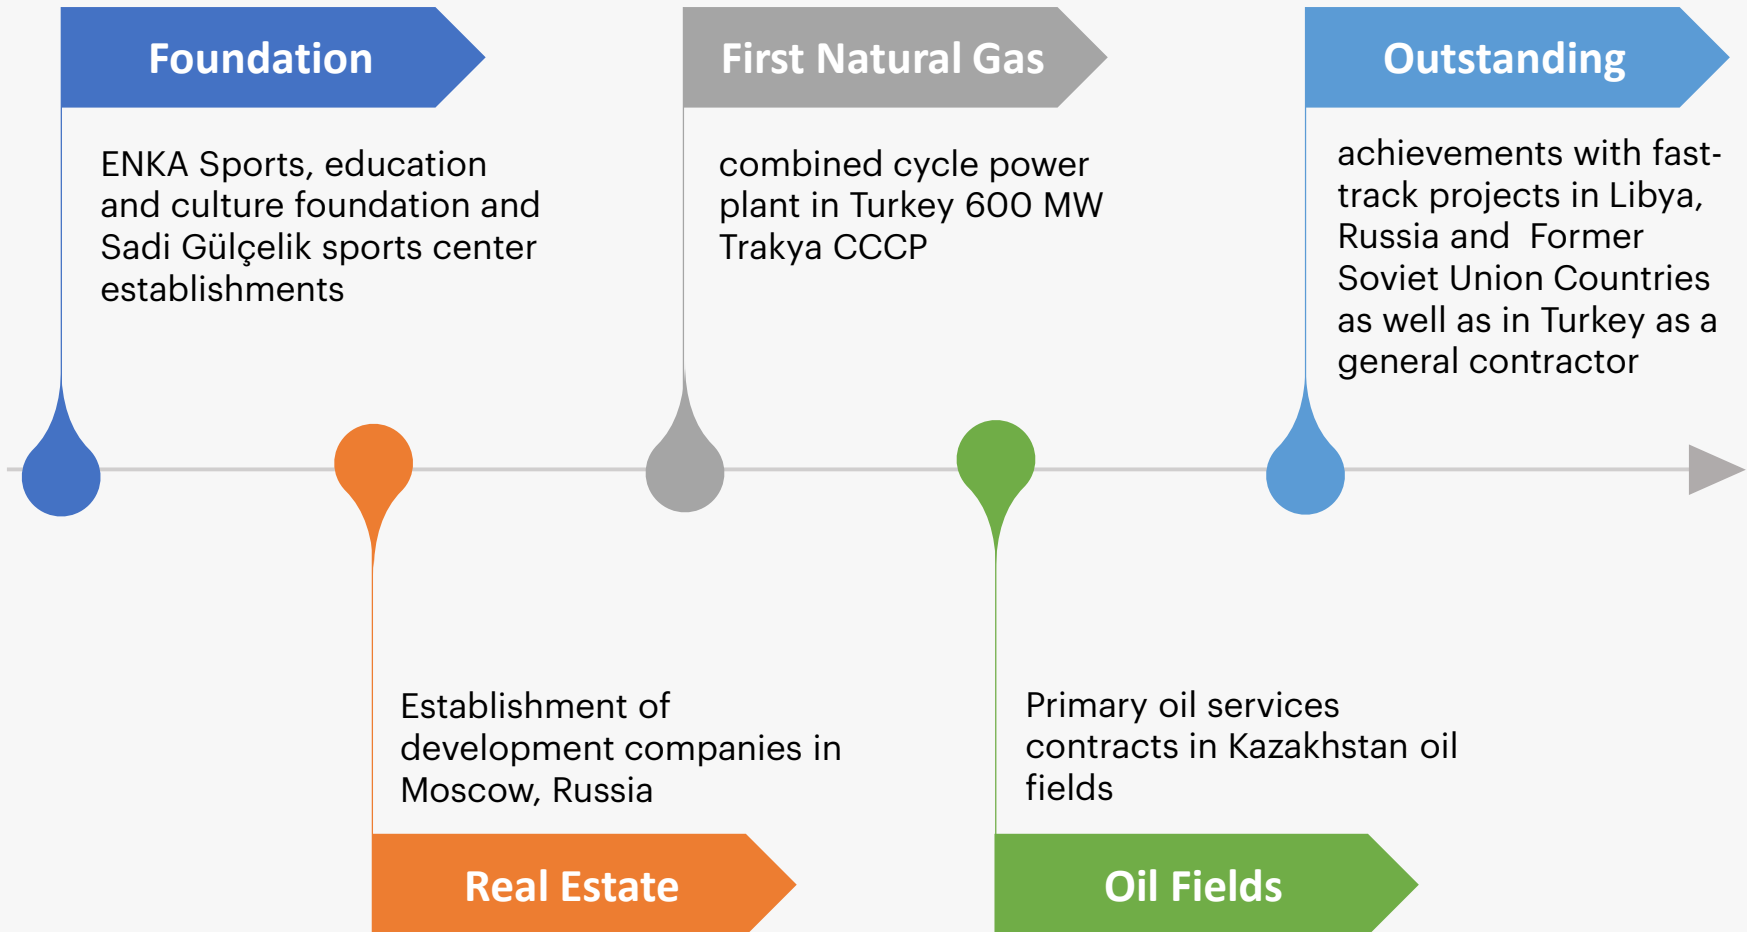 Foundation
ENKA Sports, education
and culture foundation and
Sadi Gülçelik sports center
establishments
First Natural Gas
combined cycle power
plant in Turkey 600 MW
Trakya CCCP
Outstanding
achievements with fast-
track projects in Libya,
Russia and  Former
Soviet Union Countries
as well as in Turkey as a
general contractor
Establishment of
development companies in
Moscow, Russia
Real Estate
Primary oil services
contracts in Kazakhstan oil
fields
Oil Fields